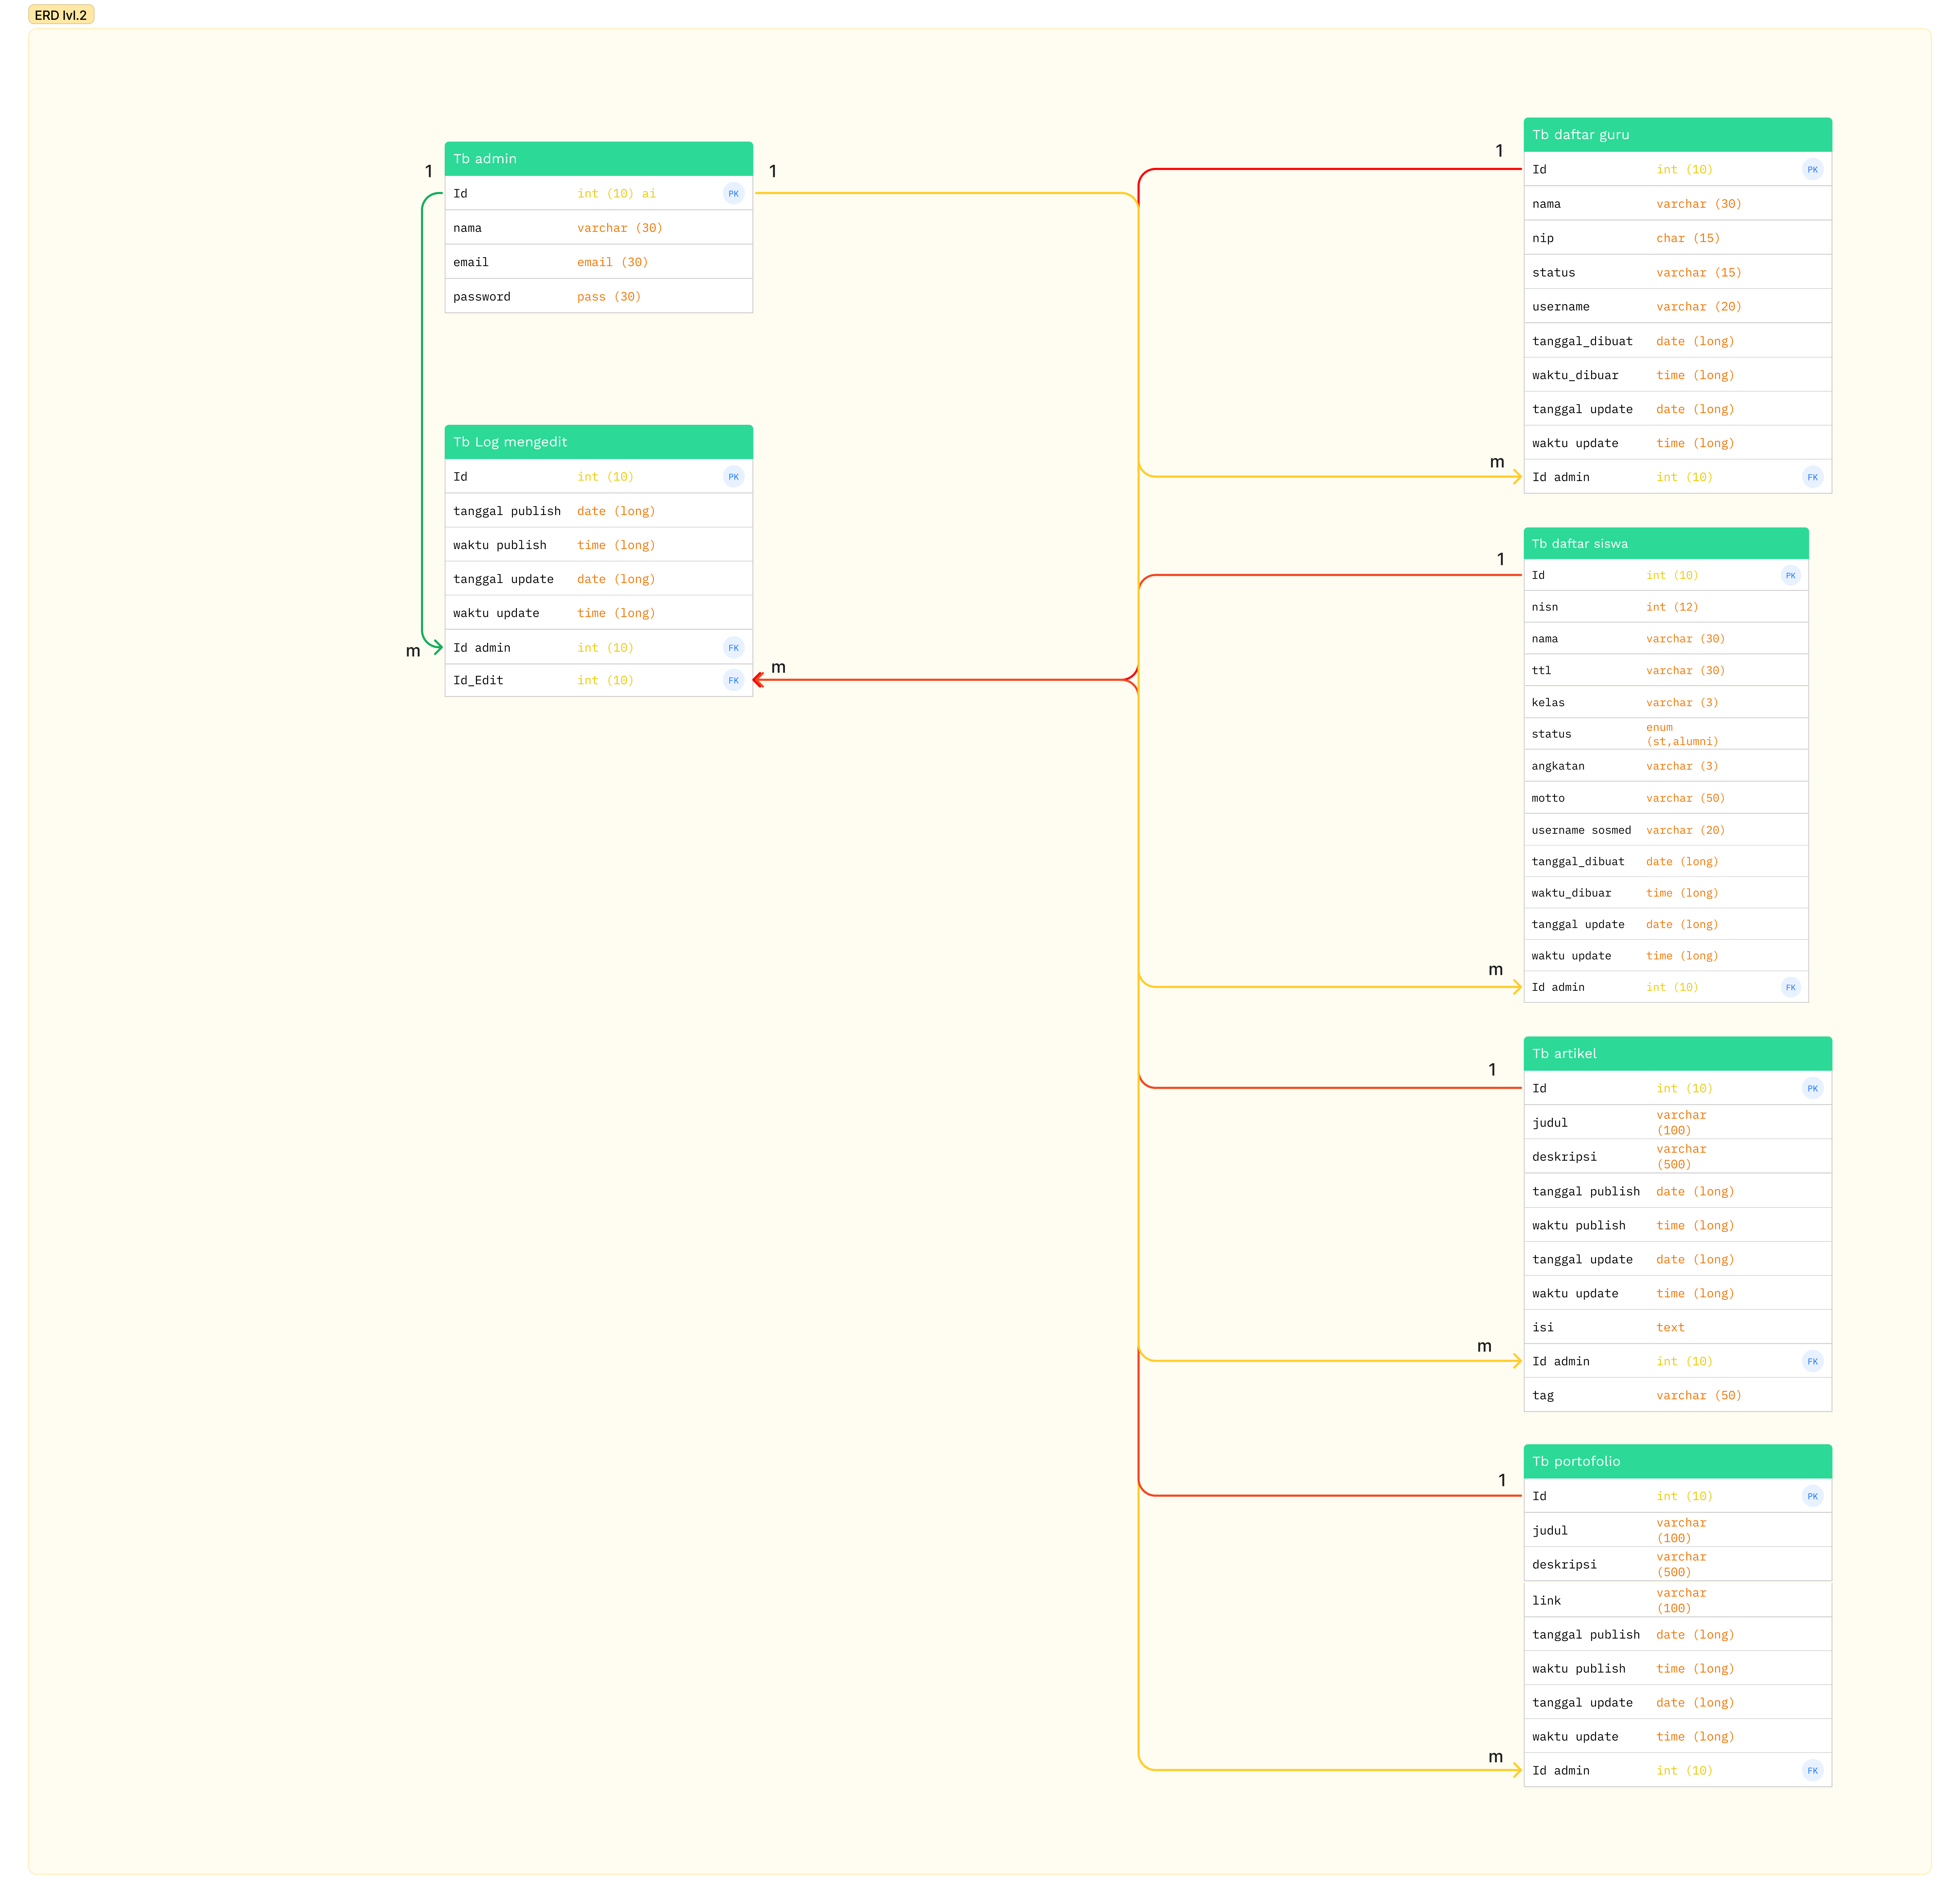 ERD lvl.2
Tb admin
1
1
Id int (10) ai PK
nama varchar (30)
email email (30)
password pass (30)
Tb Log mengedit
Id int (10) PK
tanggal publish date (long)
waktu publish time (long)
tanggal update date (long)
waktu update time (long)
m
Id admin int (10) FK
m
Id_Edit int (10) FK
Tb daftar guru
1
Id int (10) PK
nama varchar (30)
nip char (15)
status varchar (15)
username varchar (20)
tanggal_dibuat date (long)
waktu_dibuar time (long)
tanggal update date (long)
waktu update time (long)
m
Id admin int (10) FK
Tb daftar siswa
1
Id int (10) PK
nisn int (12)
nama varchar (30)
ttl varchar (30)
kelas varchar (3)
status enum
(st,alumni)
angkatan varchar (3)
motto varchar (50)
username sosmed varchar (20)
tanggal_dibuat date (long)
waktu_dibuar time (long)
tanggal update date (long)
waktu update time (long)
m
Id admin int (10) FK
Tb artikel
1
Id int (10) PK
judul varchar
(100)
deskripsi varchar
(500)
tanggal publish date (long)
waktu publish time (long)
tanggal update date (long)
waktu update time (long)
isi text
m
Id admin int (10) FK
tag varchar (50)
Tb portofolio
1
Id int (10) PK
judul varchar
(100)
deskripsi varchar
(500)
link varchar
(100)
tanggal publish date (long)
waktu publish time (long)
tanggal update date (long)
waktu update time (long)
m
Id admin int (10) FK